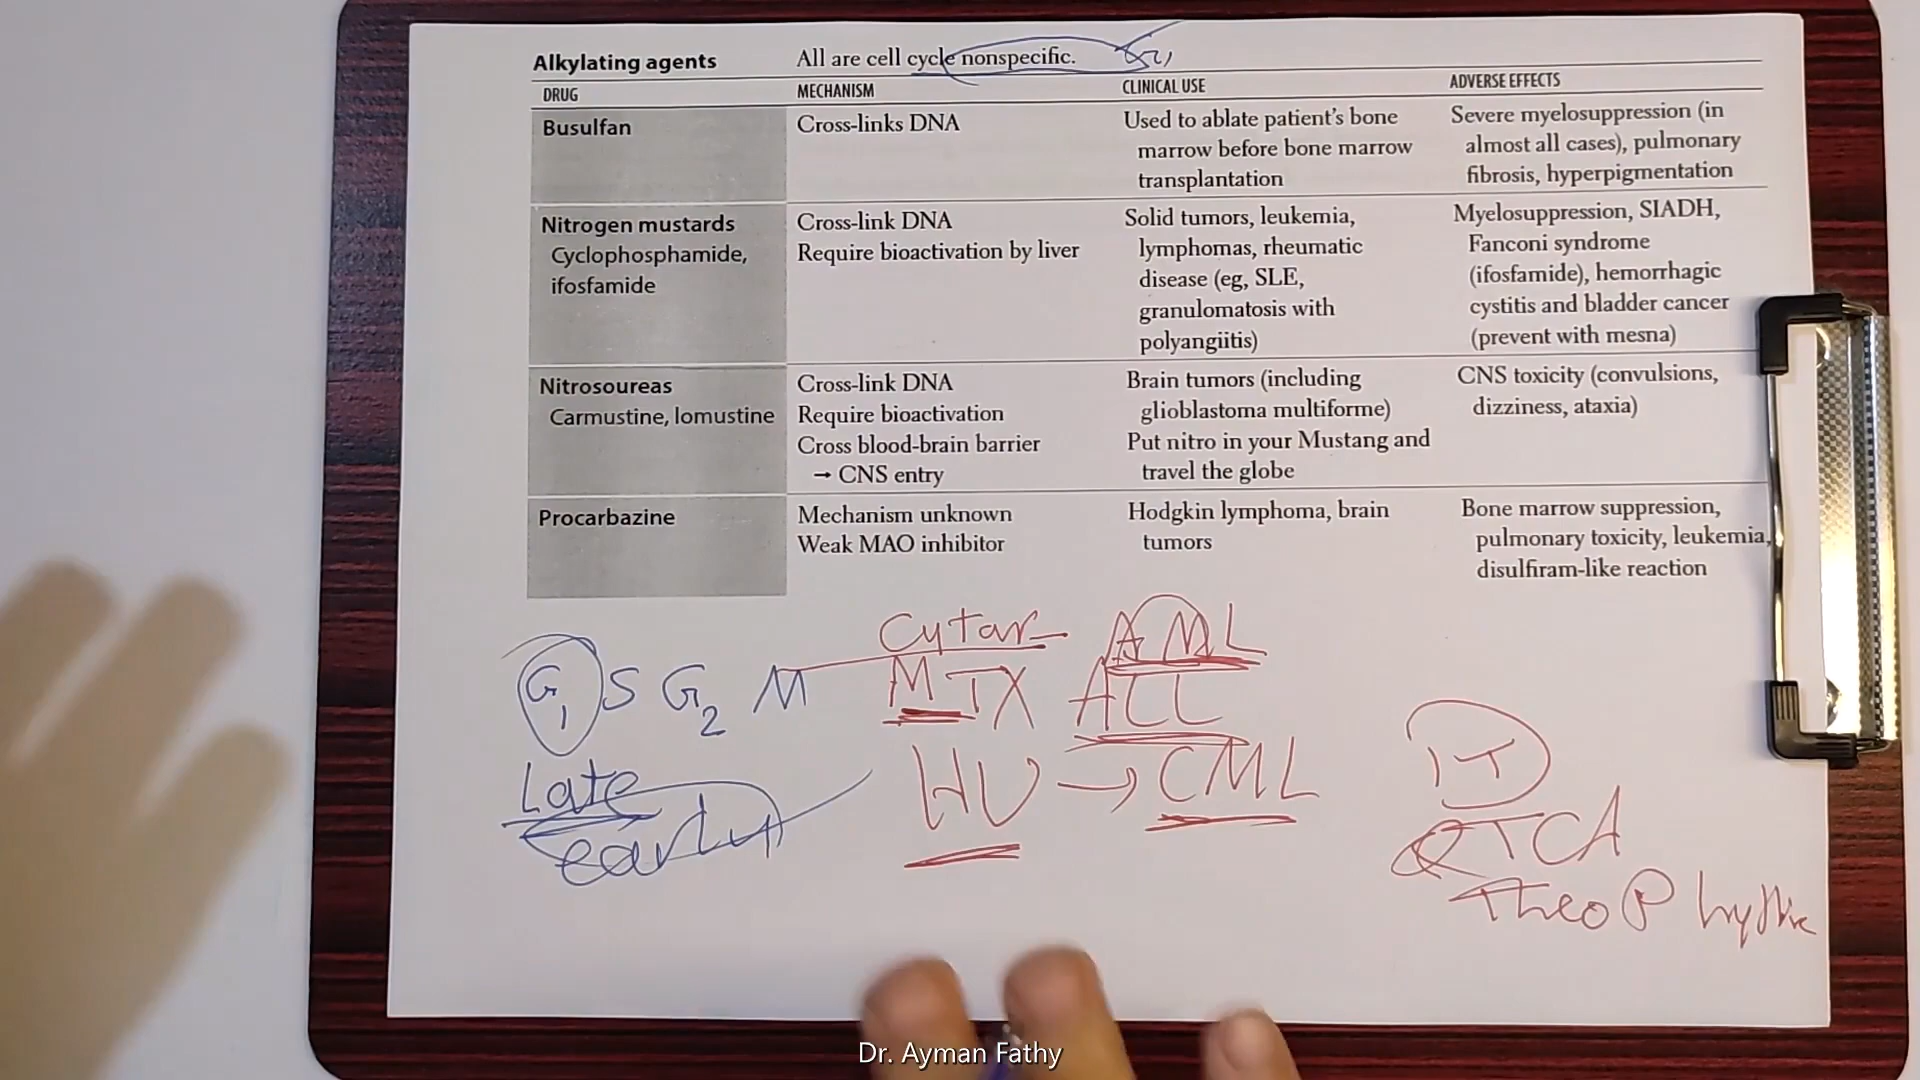 Alkylating agents All are cell cycle nonspecific. G1
DRUG MECHANISM CLINICAL USE ADVERSE EFFECTS
Busulfan Cross-links DNA Used to ablate patient's bone marrow before bone marrow transplantation Severe myelosuppression (in almost all cases), pulmonary fibrosis, hyperpigmentation
Nitrogen mustards
Cyclophosphamide,
ifosfamide
Cross-link DNA
Require bioactivation by liver
Solid tumors, leukemia,
lymphomas, rheumatic
disease (eg, SLE,
granulomatosis with
polyangiitis)
Myelosuppression, SIADH,
Fanconi syndrome
(ifosfamide), hemorrhagic
cystitis and bladder cancer
(prevent with mesna)
Nitrosoureas
Carmustine, lomustine
Cross-link DNA
Require bioactivation
Cross blood-brain barrier
→ CNS entry
Brain tumors (including
glioblastoma multiforme)
Put nitro in your Mustang and
travel the globe
CNS toxicity (convulsions,
dizziness, ataxia)
Procarbazine
Mechanism unknown
Weak MAO inhibitor
Hodgkin lymphoma, brain
tumors
Bone marrow suppression,
pulmonary toxicity, leukemia,
disulfiram-like reaction
Cytar AML
G1 S G2 M MTX ALL
Late HU → CML IT
early TCA
Dr. Ayman Fathy